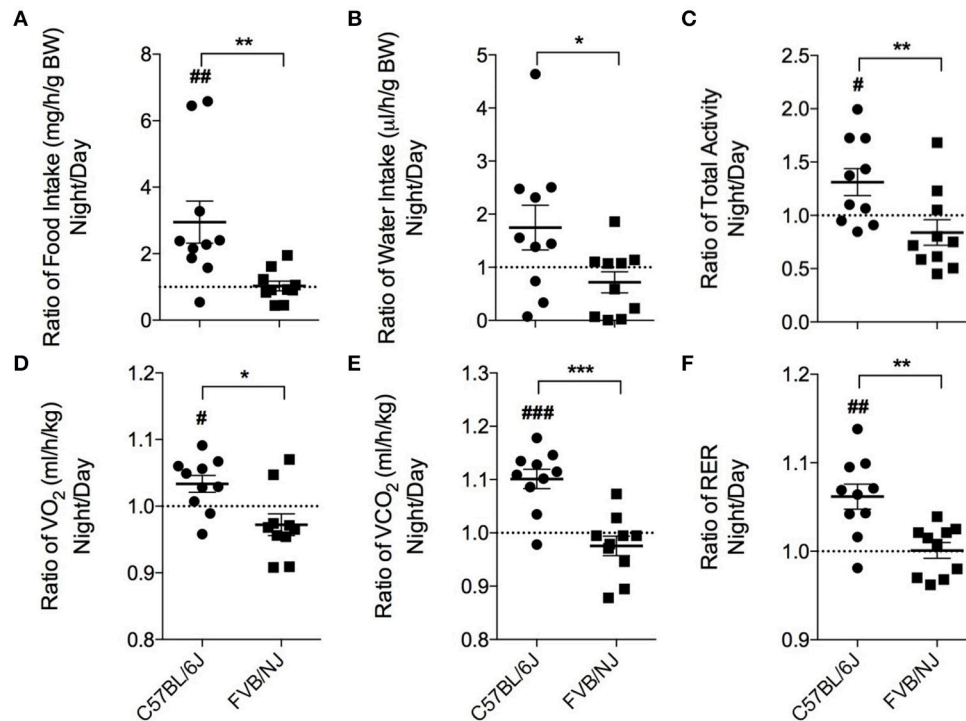 A
Ratio of Food Intake (mg/h/g BW)
Night/Day
8
6
4
2
0
##
**
B
Ratio of Water Intake (µl/h/g BW)
Night/Day
5
4
3
2
1
0
*
C
Ratio of Total Activity
Night/Day
2.5
2.0
1.5
1.0
0.5
0.0
#
**
D
Ratio of VO2 (ml/h/kg)
Night/Day
1.2
1.1
1.0
0.9
0.8
#
*
C57BL/6J
FVB/NJ
E
Ratio of VCO2 (ml/h/kg)
Night/Day
1.3
1.2
1.1
1.0
0.9
0.8
###
***
C57BL/6J
FVB/NJ
F
Ratio of RER
Night/Day
1.2
1.1
1.0
0.9
##
**
C57BL/6J
FVB/NJ